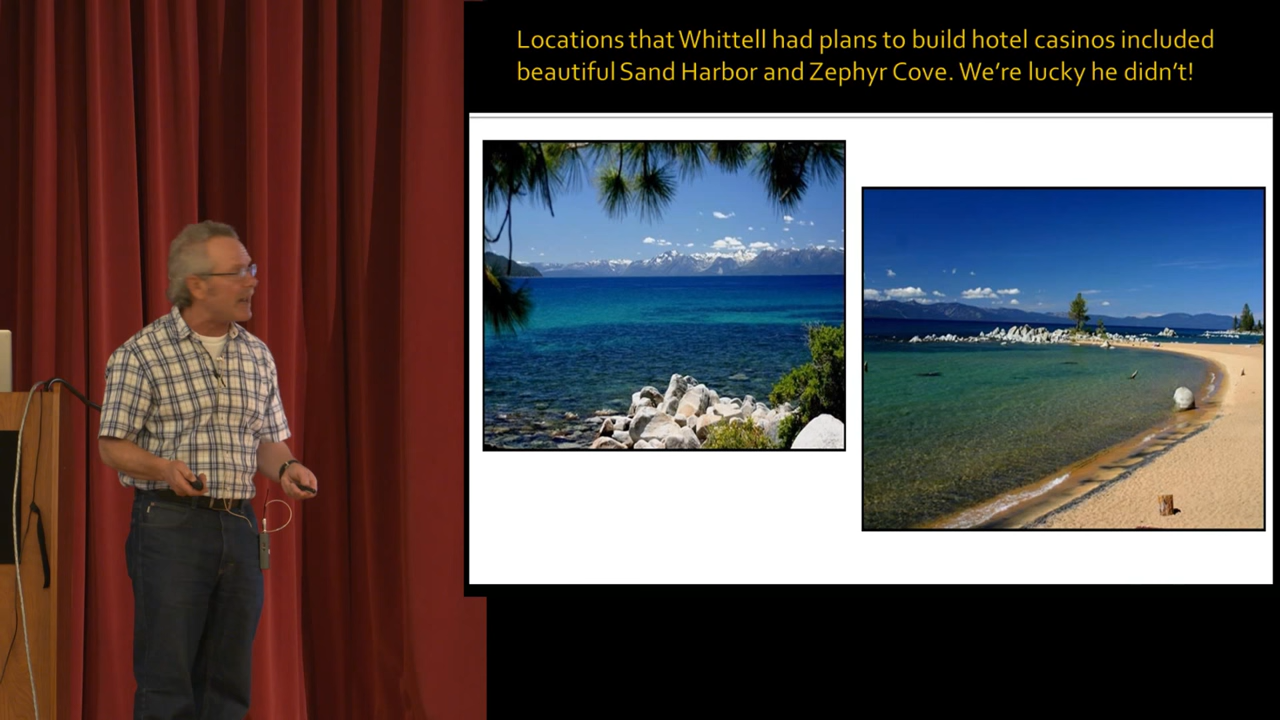 Locations that Whittell had plans to build hotel casinos included
beautiful Sand Harbor and Zephyr Cove. We're lucky he didn't!